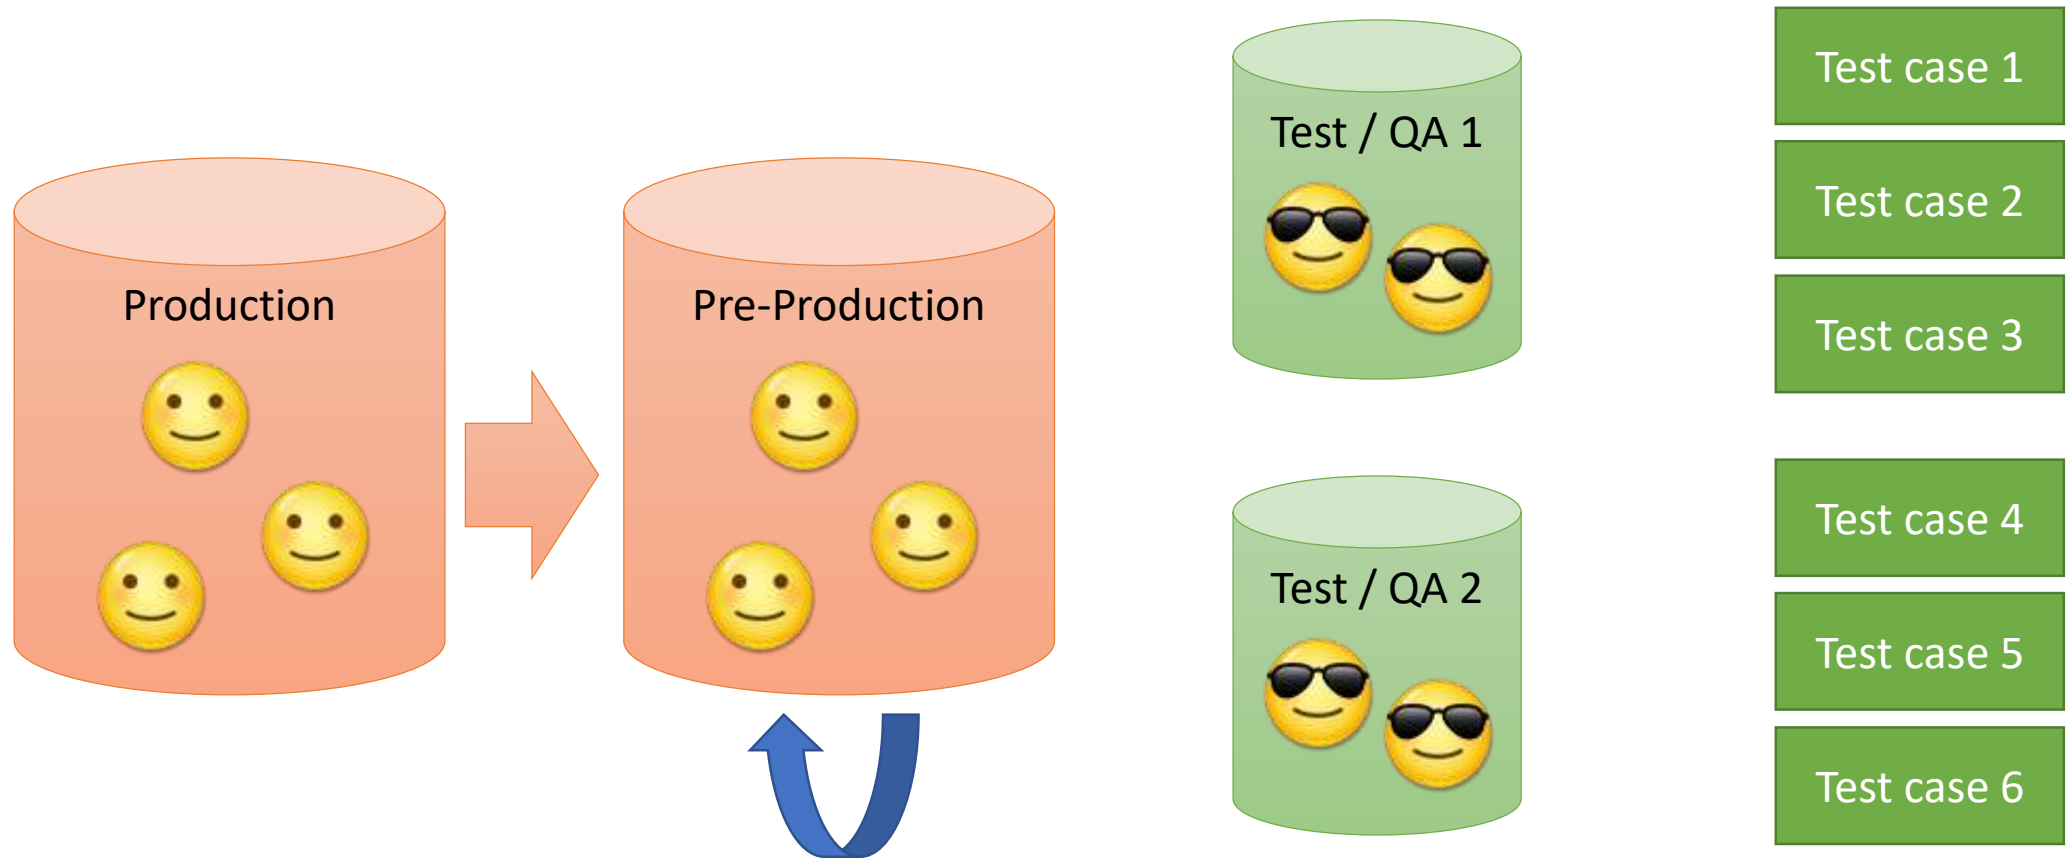 Production
Pre-Production
Test / QA 1
Test / QA 2
Test case 1
Test case 2
Test case 3
Test case 4
Test case 5
Test case 6